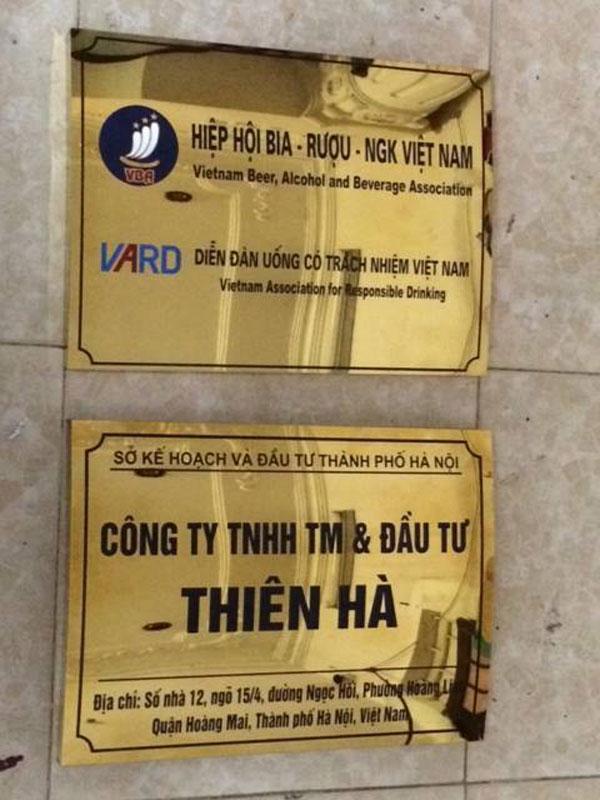 VBA
HIỆP HỘI BIA - RƯỢU - NGK VIỆT NAM
Vietnam Beer, Alcohol and Beverage Association
VARD
DIỄN ĐÀN UỐNG CÓ TRÁCH NHIỆM VIỆT NAM
Vietnam Association for Responsible Drinking
SỞ KẾ HOẠCH VÀ ĐẦU TƯ THÀNH PHỐ HÀ NỘI
CÔNG TY TNHH TM & ĐẦU TƯ
THIÊN HÀ
Địa chỉ: Số nhà 12, ngõ 15/4, đường Ngọc Hồi, Phường Hoàng
Quận Hoàng Mai, Thành phố Hà Nội, Việt Nam